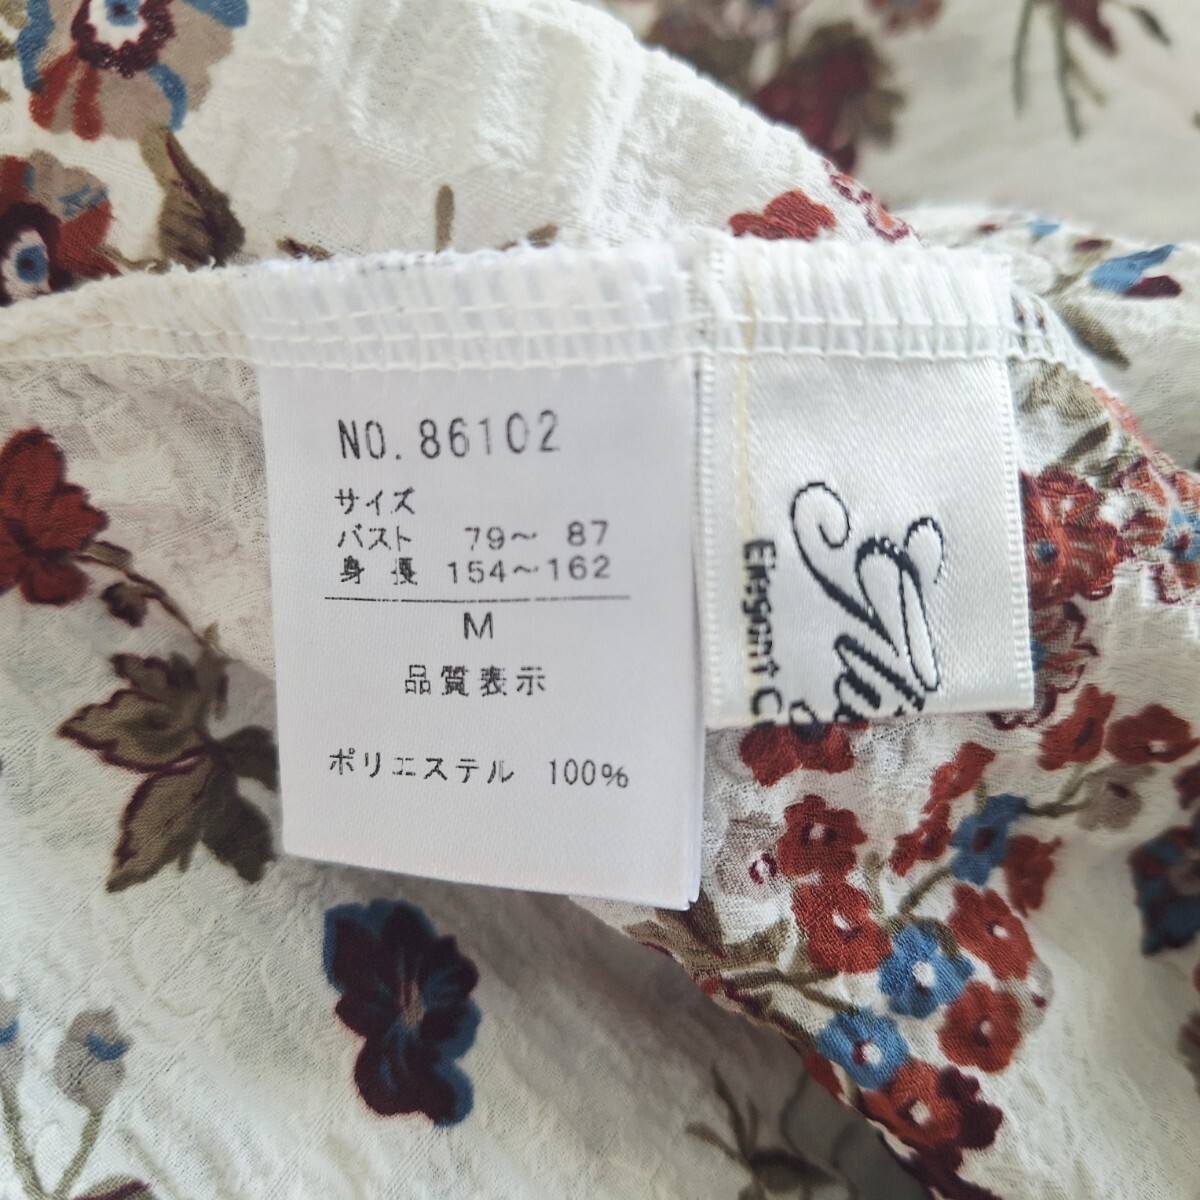 NO. 86102
サイズ
バスト 79～ 87
身長 154～162
M
品質表示
ポリエステル 100%
Elegant